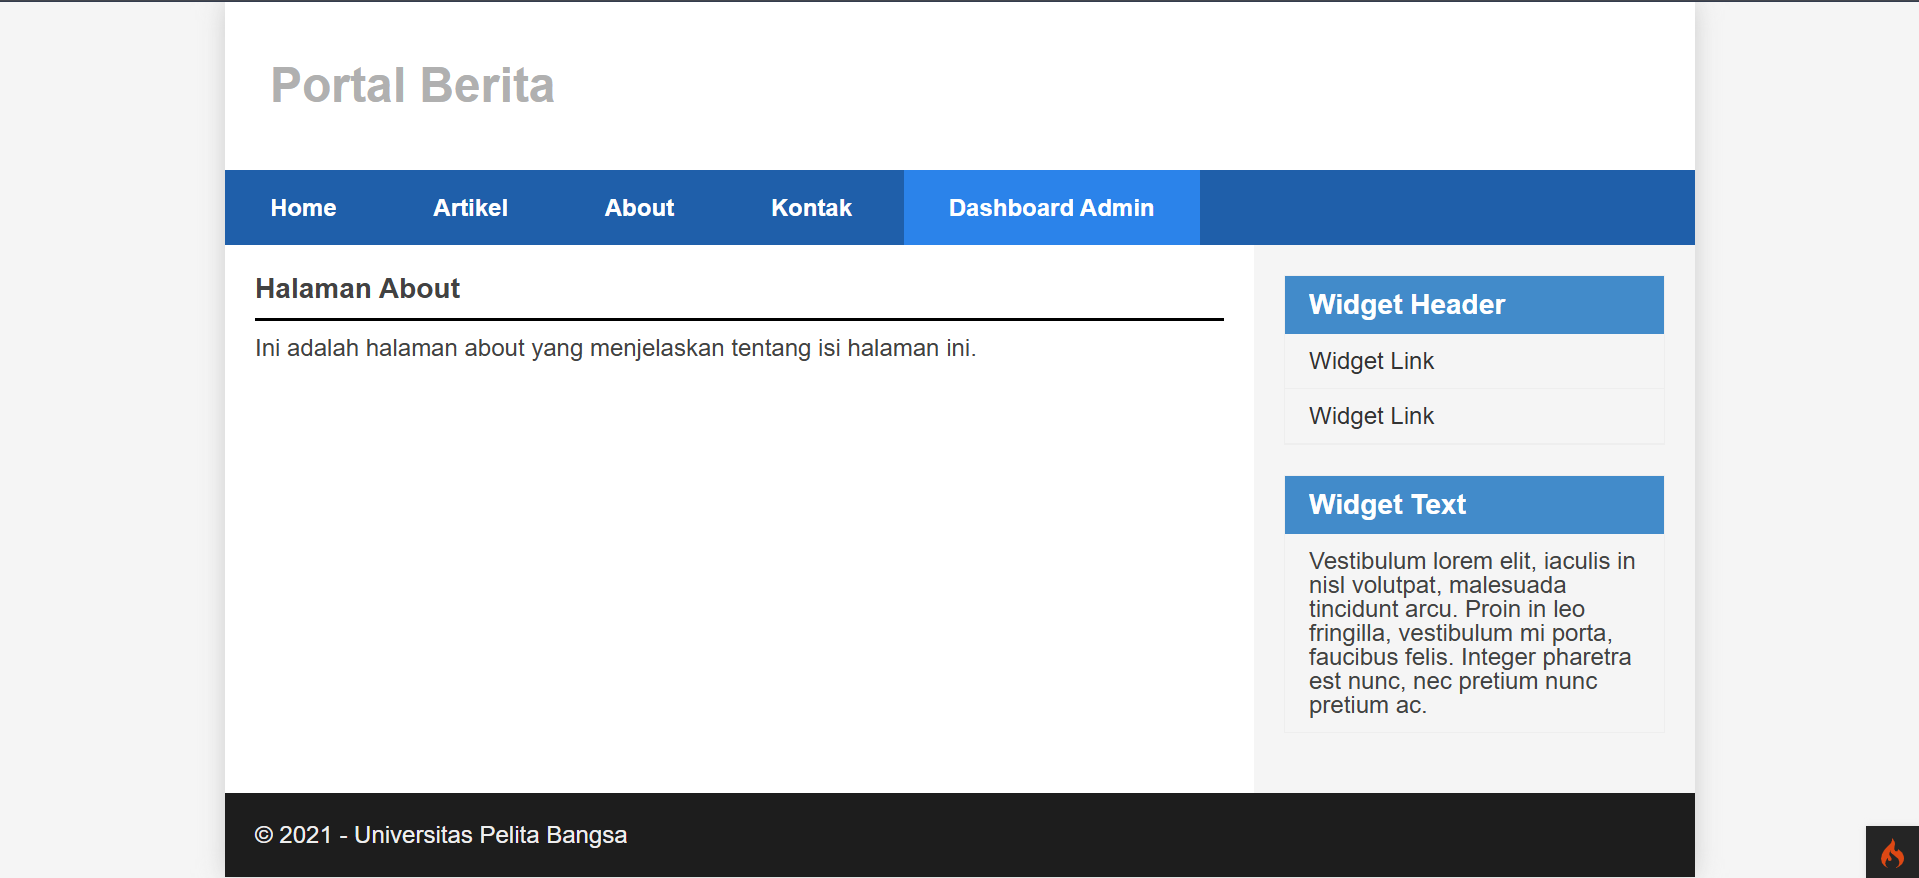 Portal Berita
Home Artikel About Kontak Dashboard Admin
Halaman About
Ini adalah halaman about yang menjelaskan tentang isi halaman ini.
Widget Header
Widget Link
Widget Link
Widget Text
Vestibulum lorem elit, iaculis in
nisl volutpat, malesuada
tincidunt arcu. Proin in leo
fringilla, vestibulum mi porta,
faucibus felis. Integer pharetra
est nunc, nec pretium nunc
pretium ac.
© 2021 - Universitas Pelita Bangsa